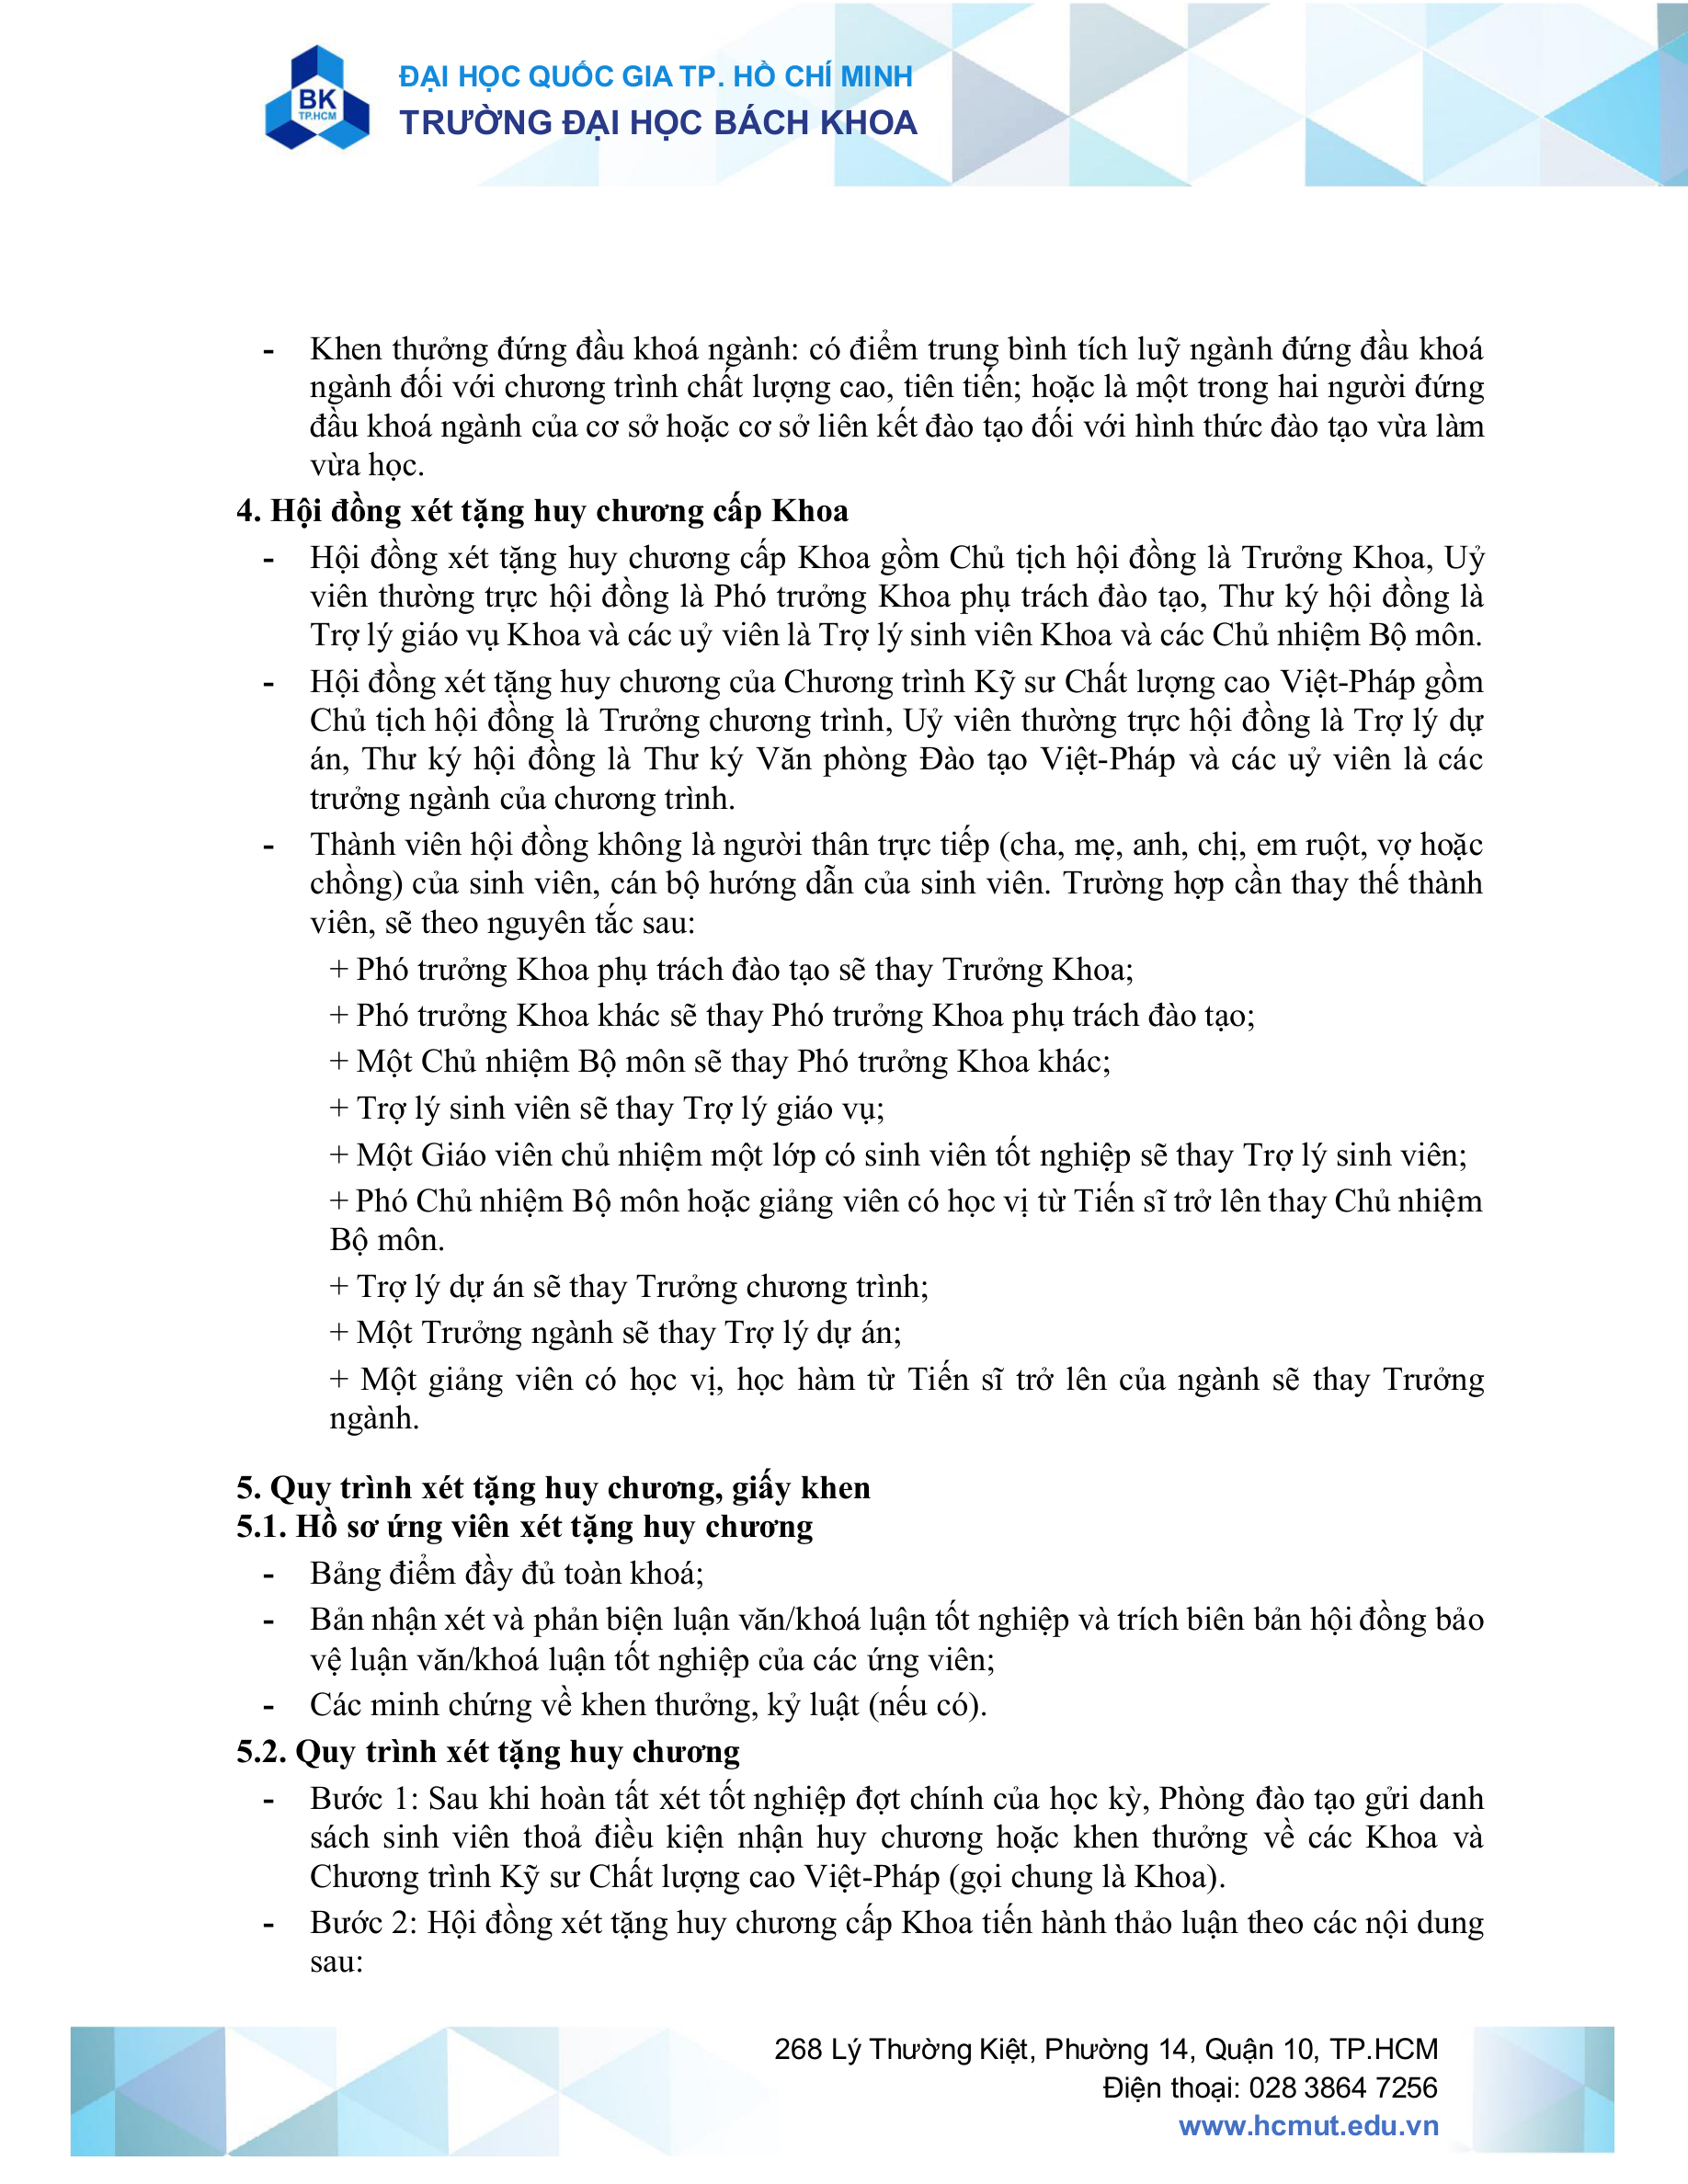 BK
TP.HCM
ĐẠI HỌC QUỐC GIA TP. HỒ CHÍ MINH
TRƯỜNG ĐẠI HỌC BÁCH KHOA
- Khen thưởng đứng đầu khoá ngành: có điểm trung bình tích luỹ ngành đứng đầu khoá
ngành đối với chương trình chất lượng cao, tiên tiến; hoặc là một trong hai người đứng
đầu khoá ngành của cơ sở hoặc cơ sở liên kết đào tạo đối với hình thức đào tạo vừa làm
vừa học.
4. Hội đồng xét tặng huy chương cấp Khoa
- Hội đồng xét tặng huy chương cấp Khoa gồm Chủ tịch hội đồng là Trưởng Khoa, Uỷ
viên thường trực hội đồng là Phó trưởng Khoa phụ trách đào tạo, Thư ký hội đồng là
Trợ lý giáo vụ Khoa và các uỷ viên là Trợ lý sinh viên Khoa và các Chủ nhiệm Bộ môn.
- Hội đồng xét tặng huy chương của Chương trình Kỹ sư Chất lượng cao Việt-Pháp gồm
Chủ tịch hội đồng là Trưởng chương trình, Uỷ viên thường trực hội đồng là Trợ lý dự
án, Thư ký hội đồng là Thư ký Văn phòng Đào tạo Việt-Pháp và các uỷ viên là các
trưởng ngành của chương trình.
- Thành viên hội đồng không là người thân trực tiếp (cha, mẹ, anh, chị, em ruột, vợ hoặc
chồng) của sinh viên, cán bộ hướng dẫn của sinh viên. Trường hợp cần thay thế thành
viên, sẽ theo nguyên tắc sau:
+ Phó trưởng Khoa phụ trách đào tạo sẽ thay Trưởng Khoa;
+ Phó trưởng Khoa khác sẽ thay Phó trưởng Khoa phụ trách đào tạo;
+ Một Chủ nhiệm Bộ môn sẽ thay Phó trưởng Khoa khác;
+ Trợ lý sinh viên sẽ thay Trợ lý giáo vụ;
+ Một Giáo viên chủ nhiệm một lớp có sinh viên tốt nghiệp sẽ thay Trợ lý sinh viên;
+ Phó Chủ nhiệm Bộ môn hoặc giảng viên có học vị từ Tiến sĩ trở lên thay Chủ nhiệm
Bộ môn.
+ Trợ lý dự án sẽ thay Trưởng chương trình;
+ Một Trưởng ngành sẽ thay Trợ lý dự án;
+ Một giảng viên có học vị, học hàm từ Tiến sĩ trở lên của ngành sẽ thay Trưởng
ngành.
5. Quy trình xét tặng huy chương, giấy khen
5.1. Hồ sơ ứng viên xét tặng huy chương
- Bảng điểm đầy đủ toàn khoá;
- Bản nhận xét và phản biện luận văn/khoá luận tốt nghiệp và trích biên bản hội đồng bảo
vệ luận văn/khoá luận tốt nghiệp của các ứng viên;
- Các minh chứng về khen thưởng, kỷ luật (nếu có).
5.2. Quy trình xét tặng huy chương
- Bước 1: Sau khi hoàn tất xét tốt nghiệp đợt chính của học kỳ, Phòng đào tạo gửi danh
sách sinh viên thoả điều kiện nhận huy chương hoặc khen thưởng về các Khoa và
Chương trình Kỹ sư Chất lượng cao Việt-Pháp (gọi chung là Khoa).
- Bước 2: Hội đồng xét tặng huy chương cấp Khoa tiến hành thảo luận theo các nội dung
sau:
268 Lý Thường Kiệt, Phường 14, Quận 10, TP.HCM
Điện thoại: 028 3864 7256
www.hcmut.edu.vn